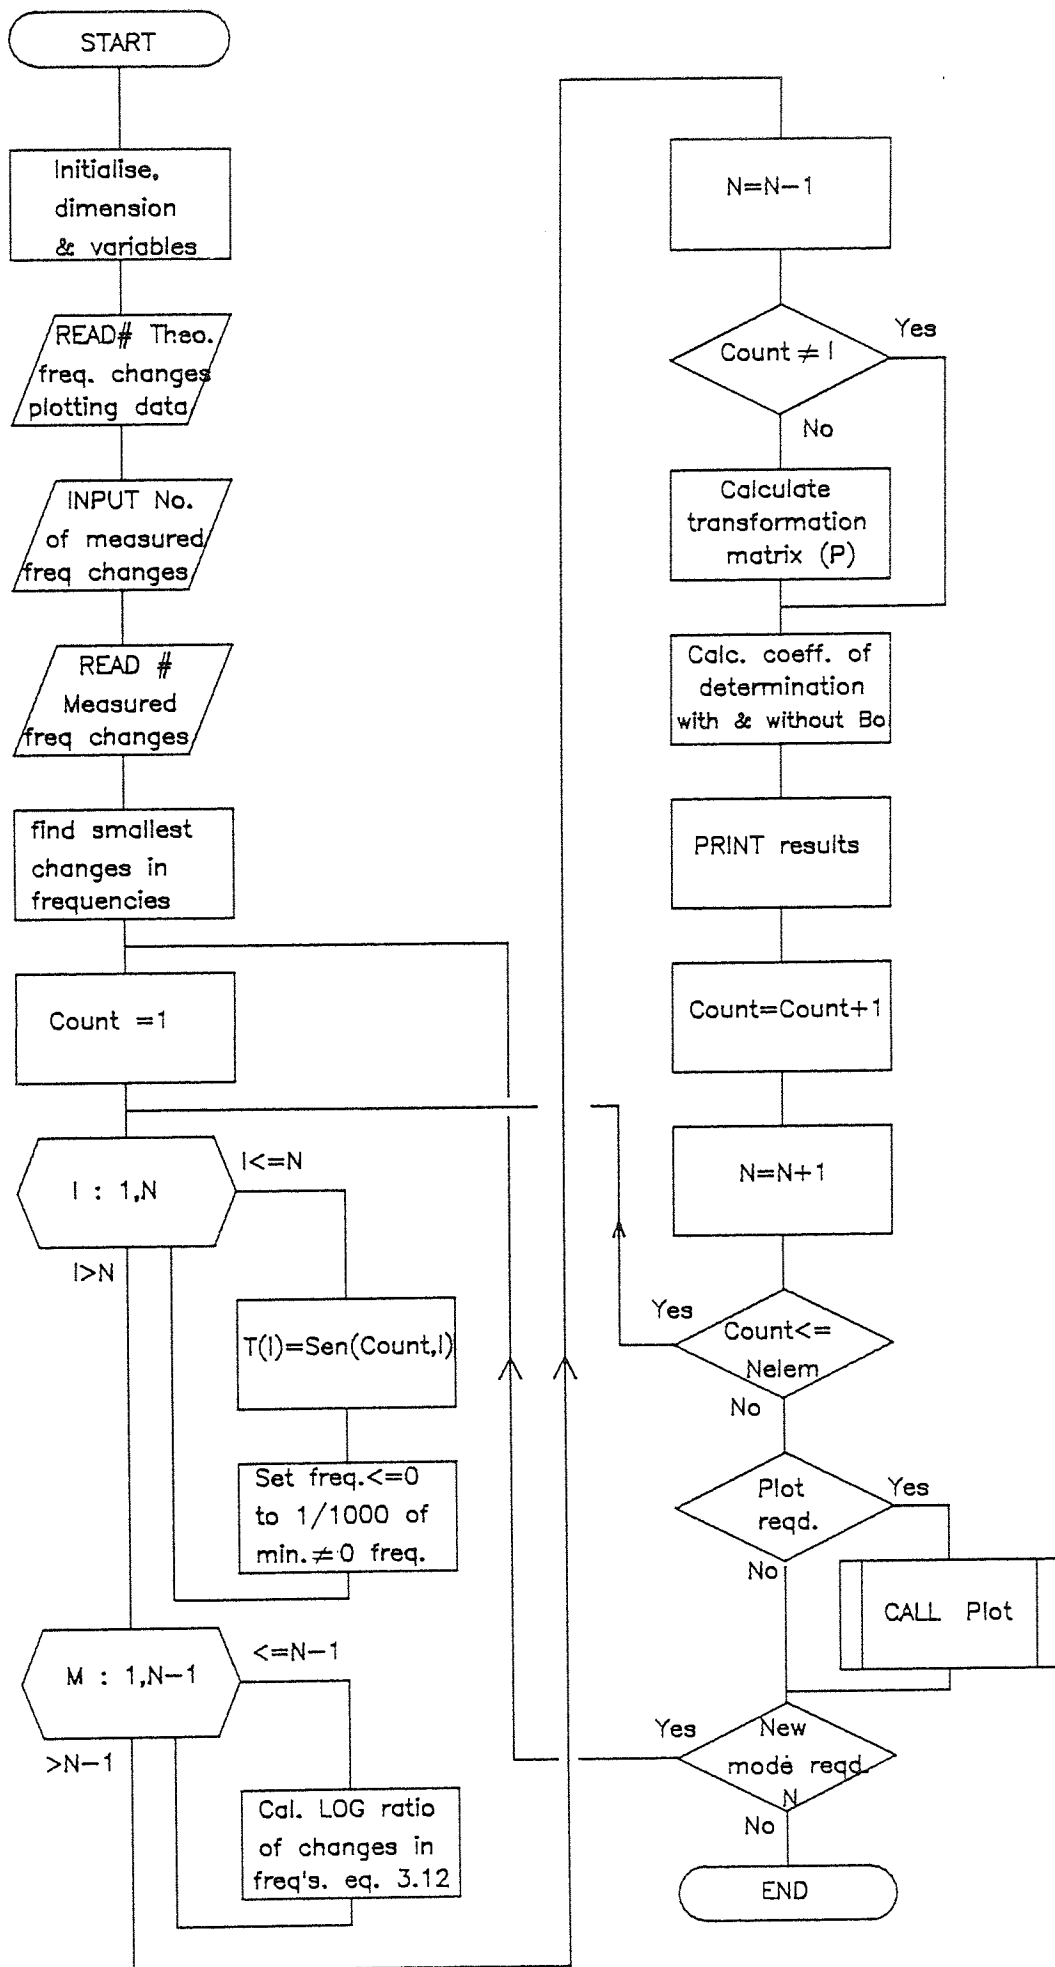 START
Initialise,
dimension
& variables
READ# Theo.
freq. changes
plotting data
INPUT No.
of measured
freq changes
READ #
Measured
freq changes
find smallest
changes in
frequencies
Count =1
I : 1,N
I<=N
I>N
T(I)=Sen(Count,I)
Set freq.<=0
to 1/1000 of
min.≠0 freq.
M : 1,N-1
<=N-1
>N-1
Cal. LOG ratio
of changes in
freq's. eq. 3.12
N=N-1
Count ≠ I
Yes
No
Calculate
transformation
matrix (P)
Calc. coeff. of
determination
with & without Bo
PRINT results
Count=Count+1
N=N+1
Yes
Count<=
Nelem
No
Plot
reqd.
Yes
No
CALL Plot
Yes
New
mode reqd.
N
No
END